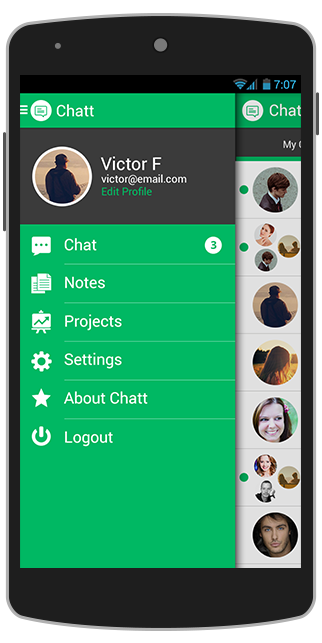 7:07
Chatt
Chat
My
Victor F
victor@email.com
Edit Profile
Chat
3
Notes
Projects
Settings
About Chatt
Logout